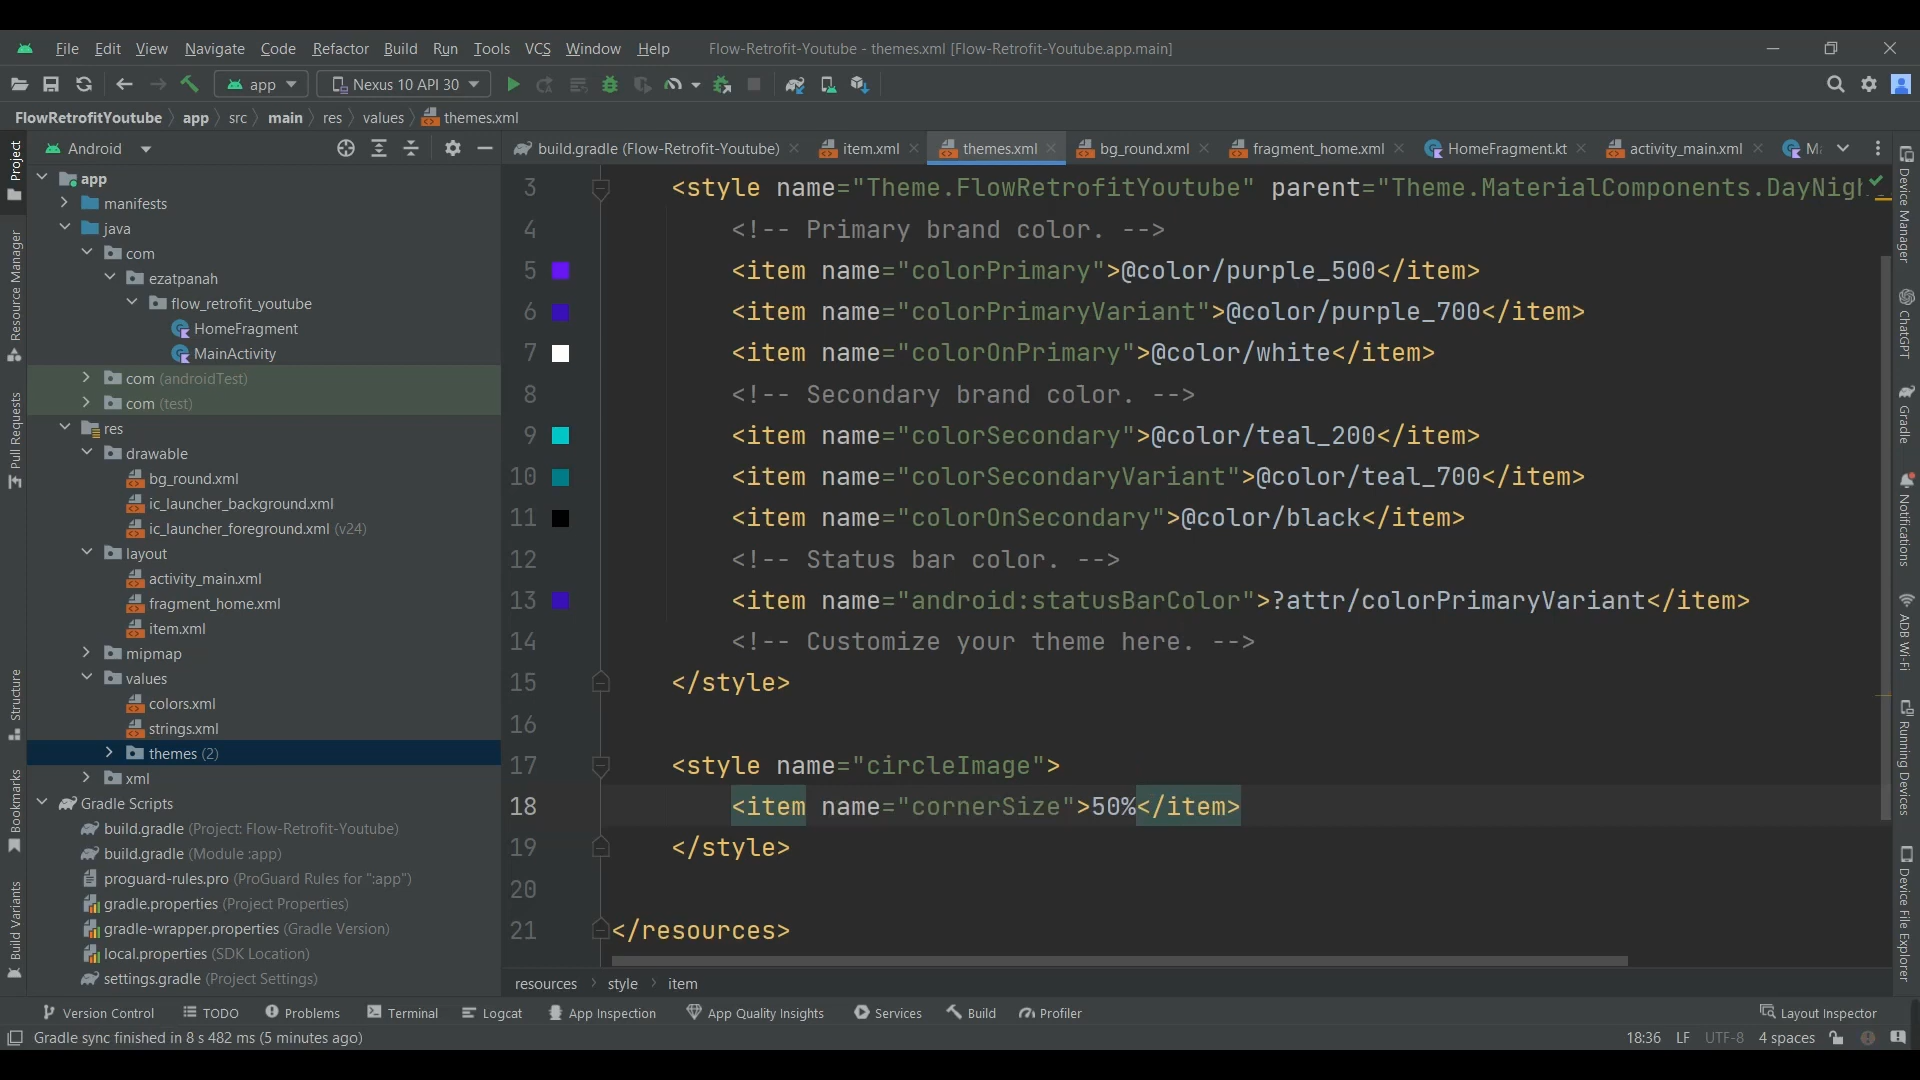 File Edit View Navigate Code Refactor Build Run Tools VCS Window Help Flow-Retrofit-Youtube - themes.xml [Flow-Retrofit-Youtube.app.main]
app Nexus 10 API 30
FlowRetrofitYoutube app src main res values themes.xml
Android
build.gradle (Flow-Retrofit-Youtube) item.xml themes.xml bg_round.xml fragment_home.xml HomeFragment.kt activity_main.xml
Project
Resource Manager
Pull Requests
Structure
Bookmarks
Build Variants
app
manifests
java
com
ezatpanah
flow_retrofit_youtube
HomeFragment
MainActivity
com (androidTest)
com (test)
res
drawable
bg_round.xml
ic_launcher_background.xml
ic_launcher_foreground.xml (v24)
layout
activity_main.xml
fragment_home.xml
item.xml
mipmap
values
colors.xml
strings.xml
themes (2)
xml
Gradle Scripts
build.gradle (Project: Flow-Retrofit-Youtube)
build.gradle (Module :app)
proguard-rules.pro (ProGuard Rules for ":app")
gradle.properties (Project Properties)
gradle-wrapper.properties (Gradle Version)
local.properties (SDK Location)
settings.gradle (Project Settings)
3 <style name="Theme.FlowRetrofitYoutube" parent="Theme.MaterialComponents.DayNigh
4 <!-- Primary brand color. -->
5 <item name="colorPrimary">@color/purple_500</item>
6 <item name="colorPrimaryVariant">@color/purple_700</item>
7 <item name="colorOnPrimary">@color/white</item>
8 <!-- Secondary brand color. -->
9 <item name="colorSecondary">@color/teal_200</item>
10 <item name="colorSecondaryVariant">@color/teal_700</item>
11 <item name="colorOnSecondary">@color/black</item>
12 <!-- Status bar color. -->
13 <item name="android:statusBarColor">?attr/colorPrimaryVariant</item>
14 <!-- Customize your theme here. -->
15 </style>
16
17 <style name="circleImage">
18 <item name="cornerSize">50%</item>
19 </style>
20
21 </resources>
resources style item
Device Manager
ChatGPT
Gradle
Notifications
ADB Wi-Fi
Running Devices
Device File Explorer
Version Control TODO Problems Terminal Logcat App Inspection App Quality Insights Services Build Profiler Layout Inspector
Gradle sync finished in 8 s 482 ms (5 minutes ago) 18:36 LF UTF-8 4 spaces